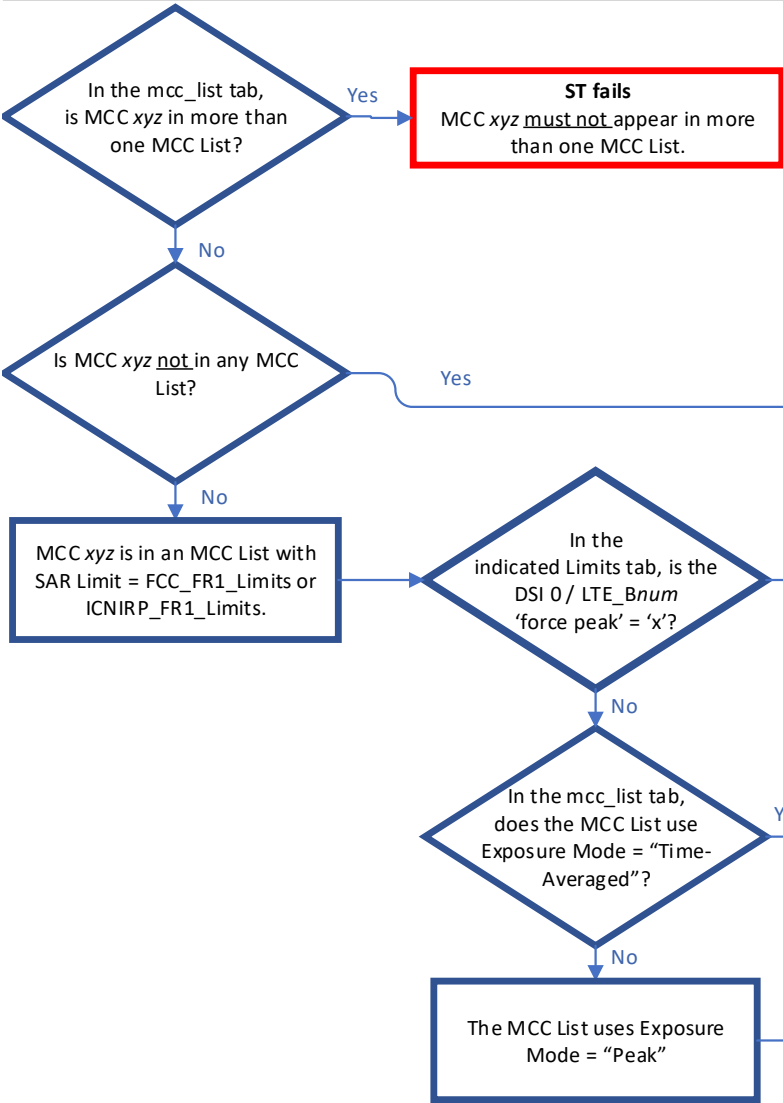 In the mcc_list tab,
is MCC xyz in more than
one MCC List?
Yes
ST fails
MCC xyz must not appear in more
than one MCC List.
No
Is MCC xyz not in any MCC
List?
Yes
No
MCC xyz is in an MCC List with
SAR Limit = FCC_FR1_Limits or
ICNIRP_FR1_Limits.
In the
indicated Limits tab, is the
DSI 0 / LTE_Bnum
‘force peak’ = ‘x’?
No
In the mcc_list tab,
does the MCC List use
Exposure Mode = “Time-
Averaged”?
Y
No
The MCC List uses Exposure
Mode = “Peak”